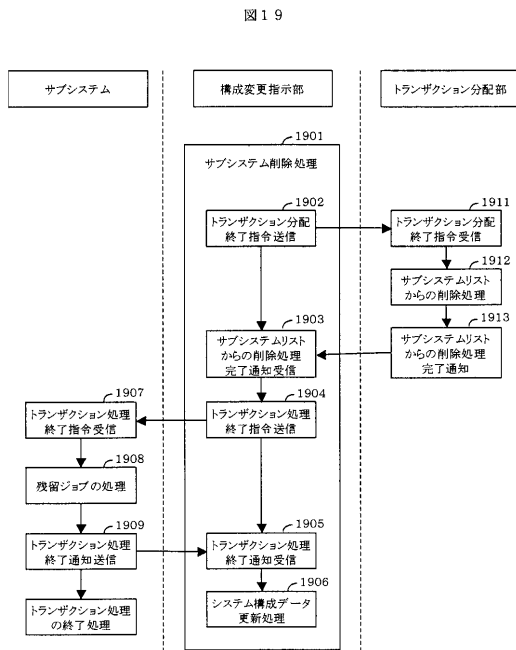 図19
サブシステム
構成変更指示部
トランザクション分配部
1901
サブシステム削除処理
1902
トランザクション分配
終了指令送信
1911
トランザクション分配
終了指令受信
1912
サブシステムリスト
からの削除処理
1903
サブシステムリスト
からの削除処理
完了通知受信
1913
サブシステムリスト
からの削除処理
完了通知
1907
トランザクション処理
終了指令受信
1904
トランザクション処理
終了指令送信
1908
残留ジョブの処理
1909
トランザクション処理
終了通知送信
1905
トランザクション処理
終了通知受信
1906
システム構成データ
更新処理
トランザクション処理
の終了処理